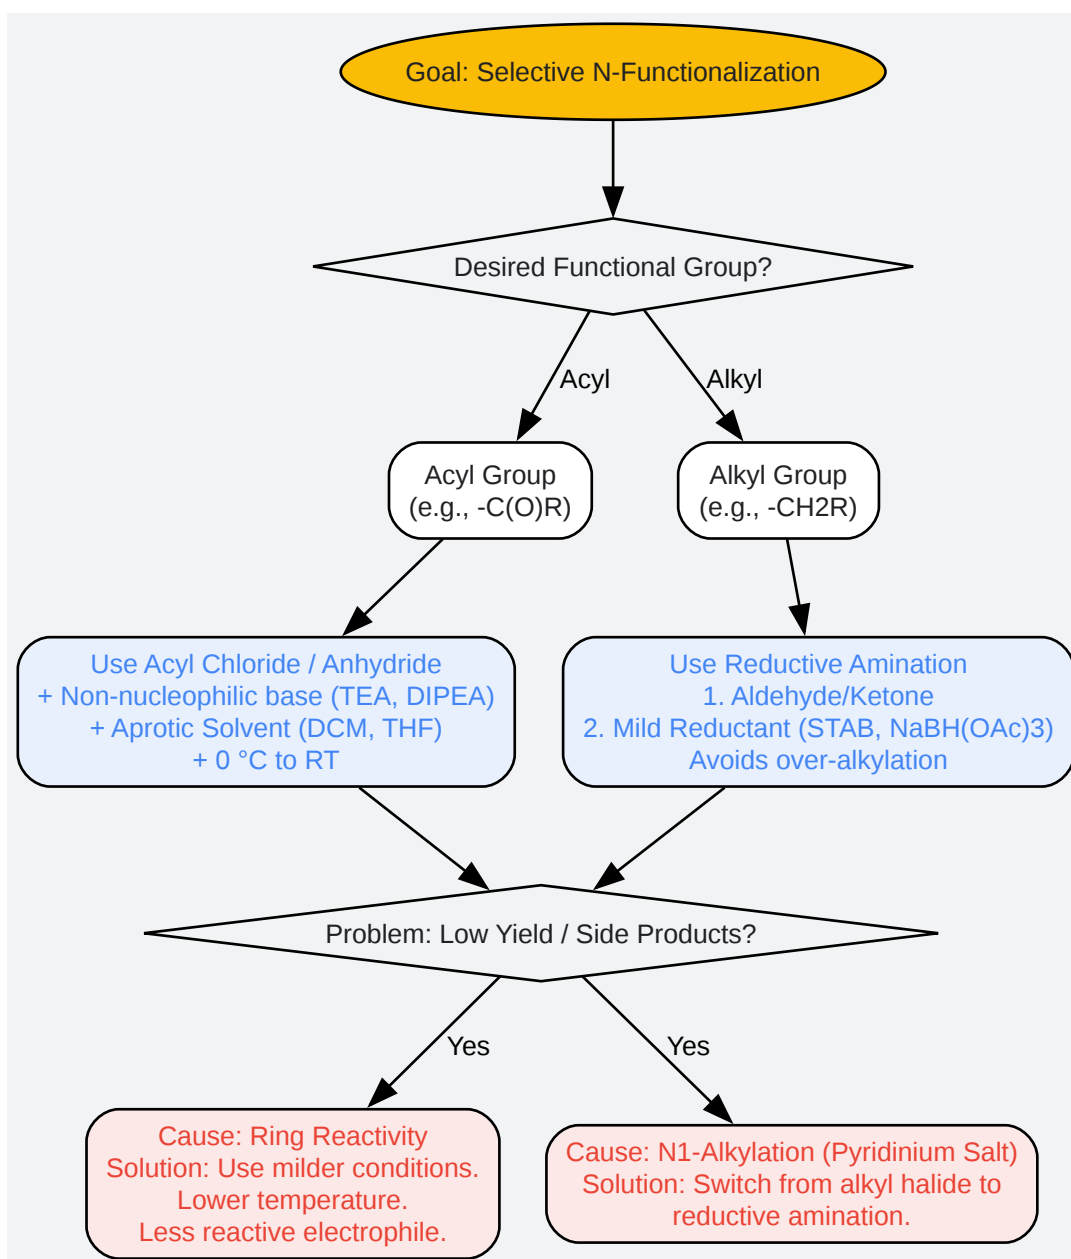 Goal: Selective N-Functionalization
Desired Functional Group?
Acyl
Alkyl
Acyl Group
(e.g., -C(O)R)
Alkyl Group
(e.g., -CH2R)
Use Acyl Chloride / Anhydride
+ Non-nucleophilic base (TEA, DIPEA)
+ Aprotic Solvent (DCM, THF)
+ 0 °C to RT
Use Reductive Amination
1. Aldehyde/Ketone
2. Mild Reductant (STAB, NaBH(OAc)3)
Avoids over-alkylation
Problem: Low Yield / Side Products?
Yes
Yes
Cause: Ring Reactivity
Solution: Use milder conditions.
Lower temperature.
Less reactive electrophile.
Cause: N1-Alkylation (Pyridinium Salt)
Solution: Switch from alkyl halide to
reductive amination.